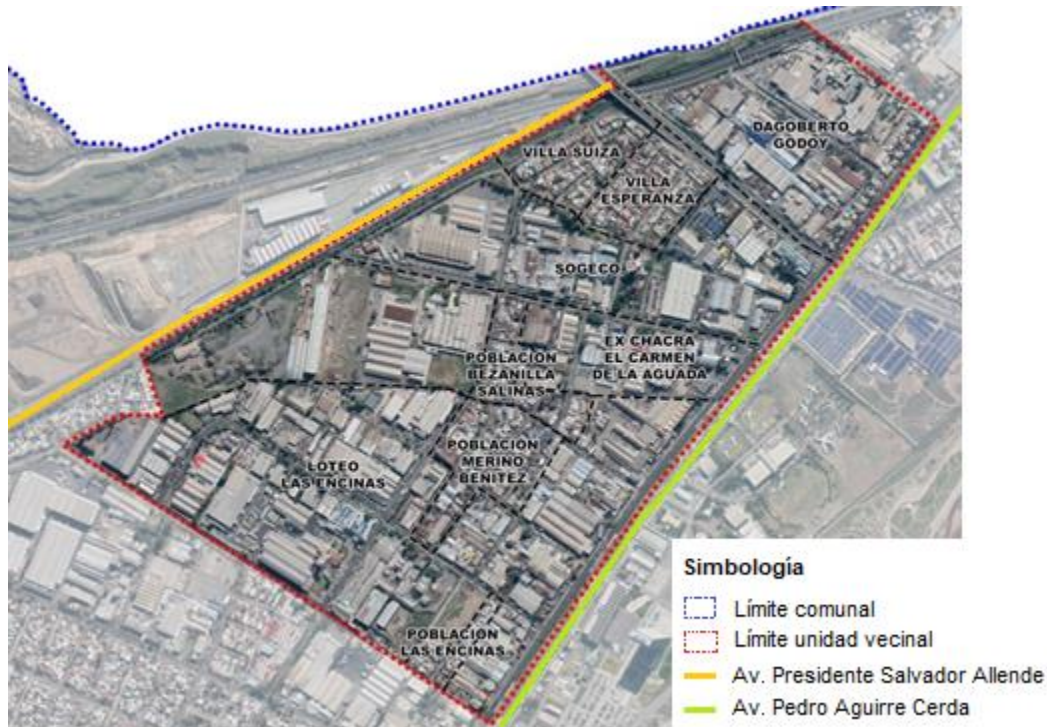 DAGOBERTO
GODOY
VILLA SUIZA
VILLA
ESPERANZA
SOGECO
EX CHACRA
EL CARMEN
DE LA AGUADA
POBLACION
BEZANILLA
SALINAS
POBLACION
MERINO
BENITEZ
LOTEO
LAS ENCINAS
POBLACION
LAS ENCINAS
Simbología
Límite comunal
Límite unidad vecinal
Av. Presidente Salvador Allende
Av. Pedro Aguirre Cerda